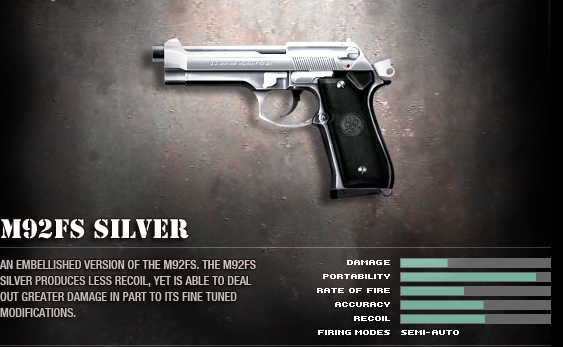 M92FS SILVER
AN EMBELLISHED VERSION OF THE M92FS. THE M92FS
SILVER PRODUCES LESS RECOIL, YET IS ABLE TO DEAL
OUT GREATER DAMAGE IN PART TO ITS FINE TUNED
MODIFICATIONS.
DAMAGE
PORTABILITY
RATE OF FIRE
ACCURACY
RECOIL
FIRING MODES SEMI-AUTO